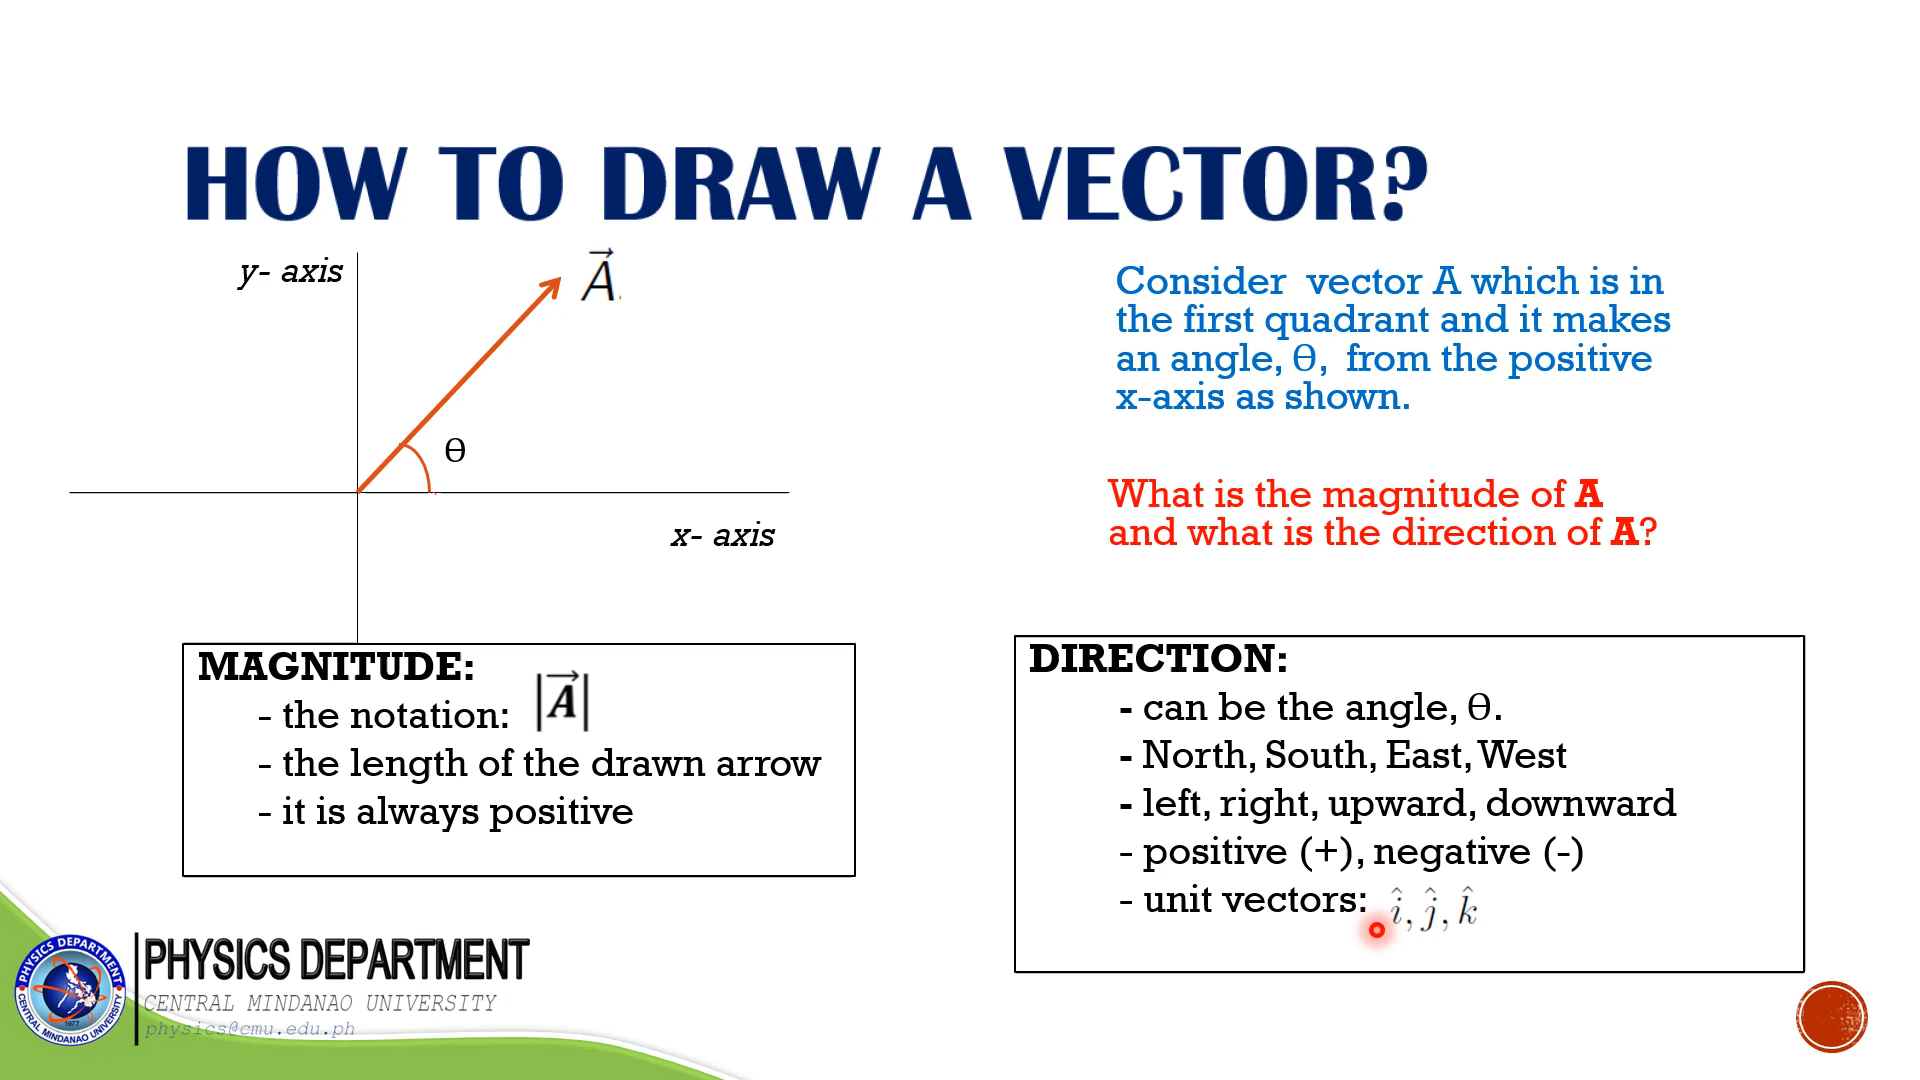 HOW TO DRAW A VECTOR?
y- axis
A⃗.
ϴ
x- axis
Consider vector A which is in
the first quadrant and it makes
an angle, ϴ, from the positive
x-axis as shown.
What is the magnitude of A
and what is the direction of A?
MAGNITUDE:
- the notation: |A⃗|
- the length of the drawn arrow
- it is always positive
DIRECTION:
- can be the angle, ϴ.
- North, South, East, West
- left, right, upward, downward
- positive (+), negative (-)
- unit vectors: î, ĵ, k̂
PHYSICS DEPARTMENT
CENTRAL MINDANAO UNIVERSITY
1977
PHYSICS DEPARTMENT
CENTRAL MINDANAO UNIVERSITY
physics@cmu.edu.ph